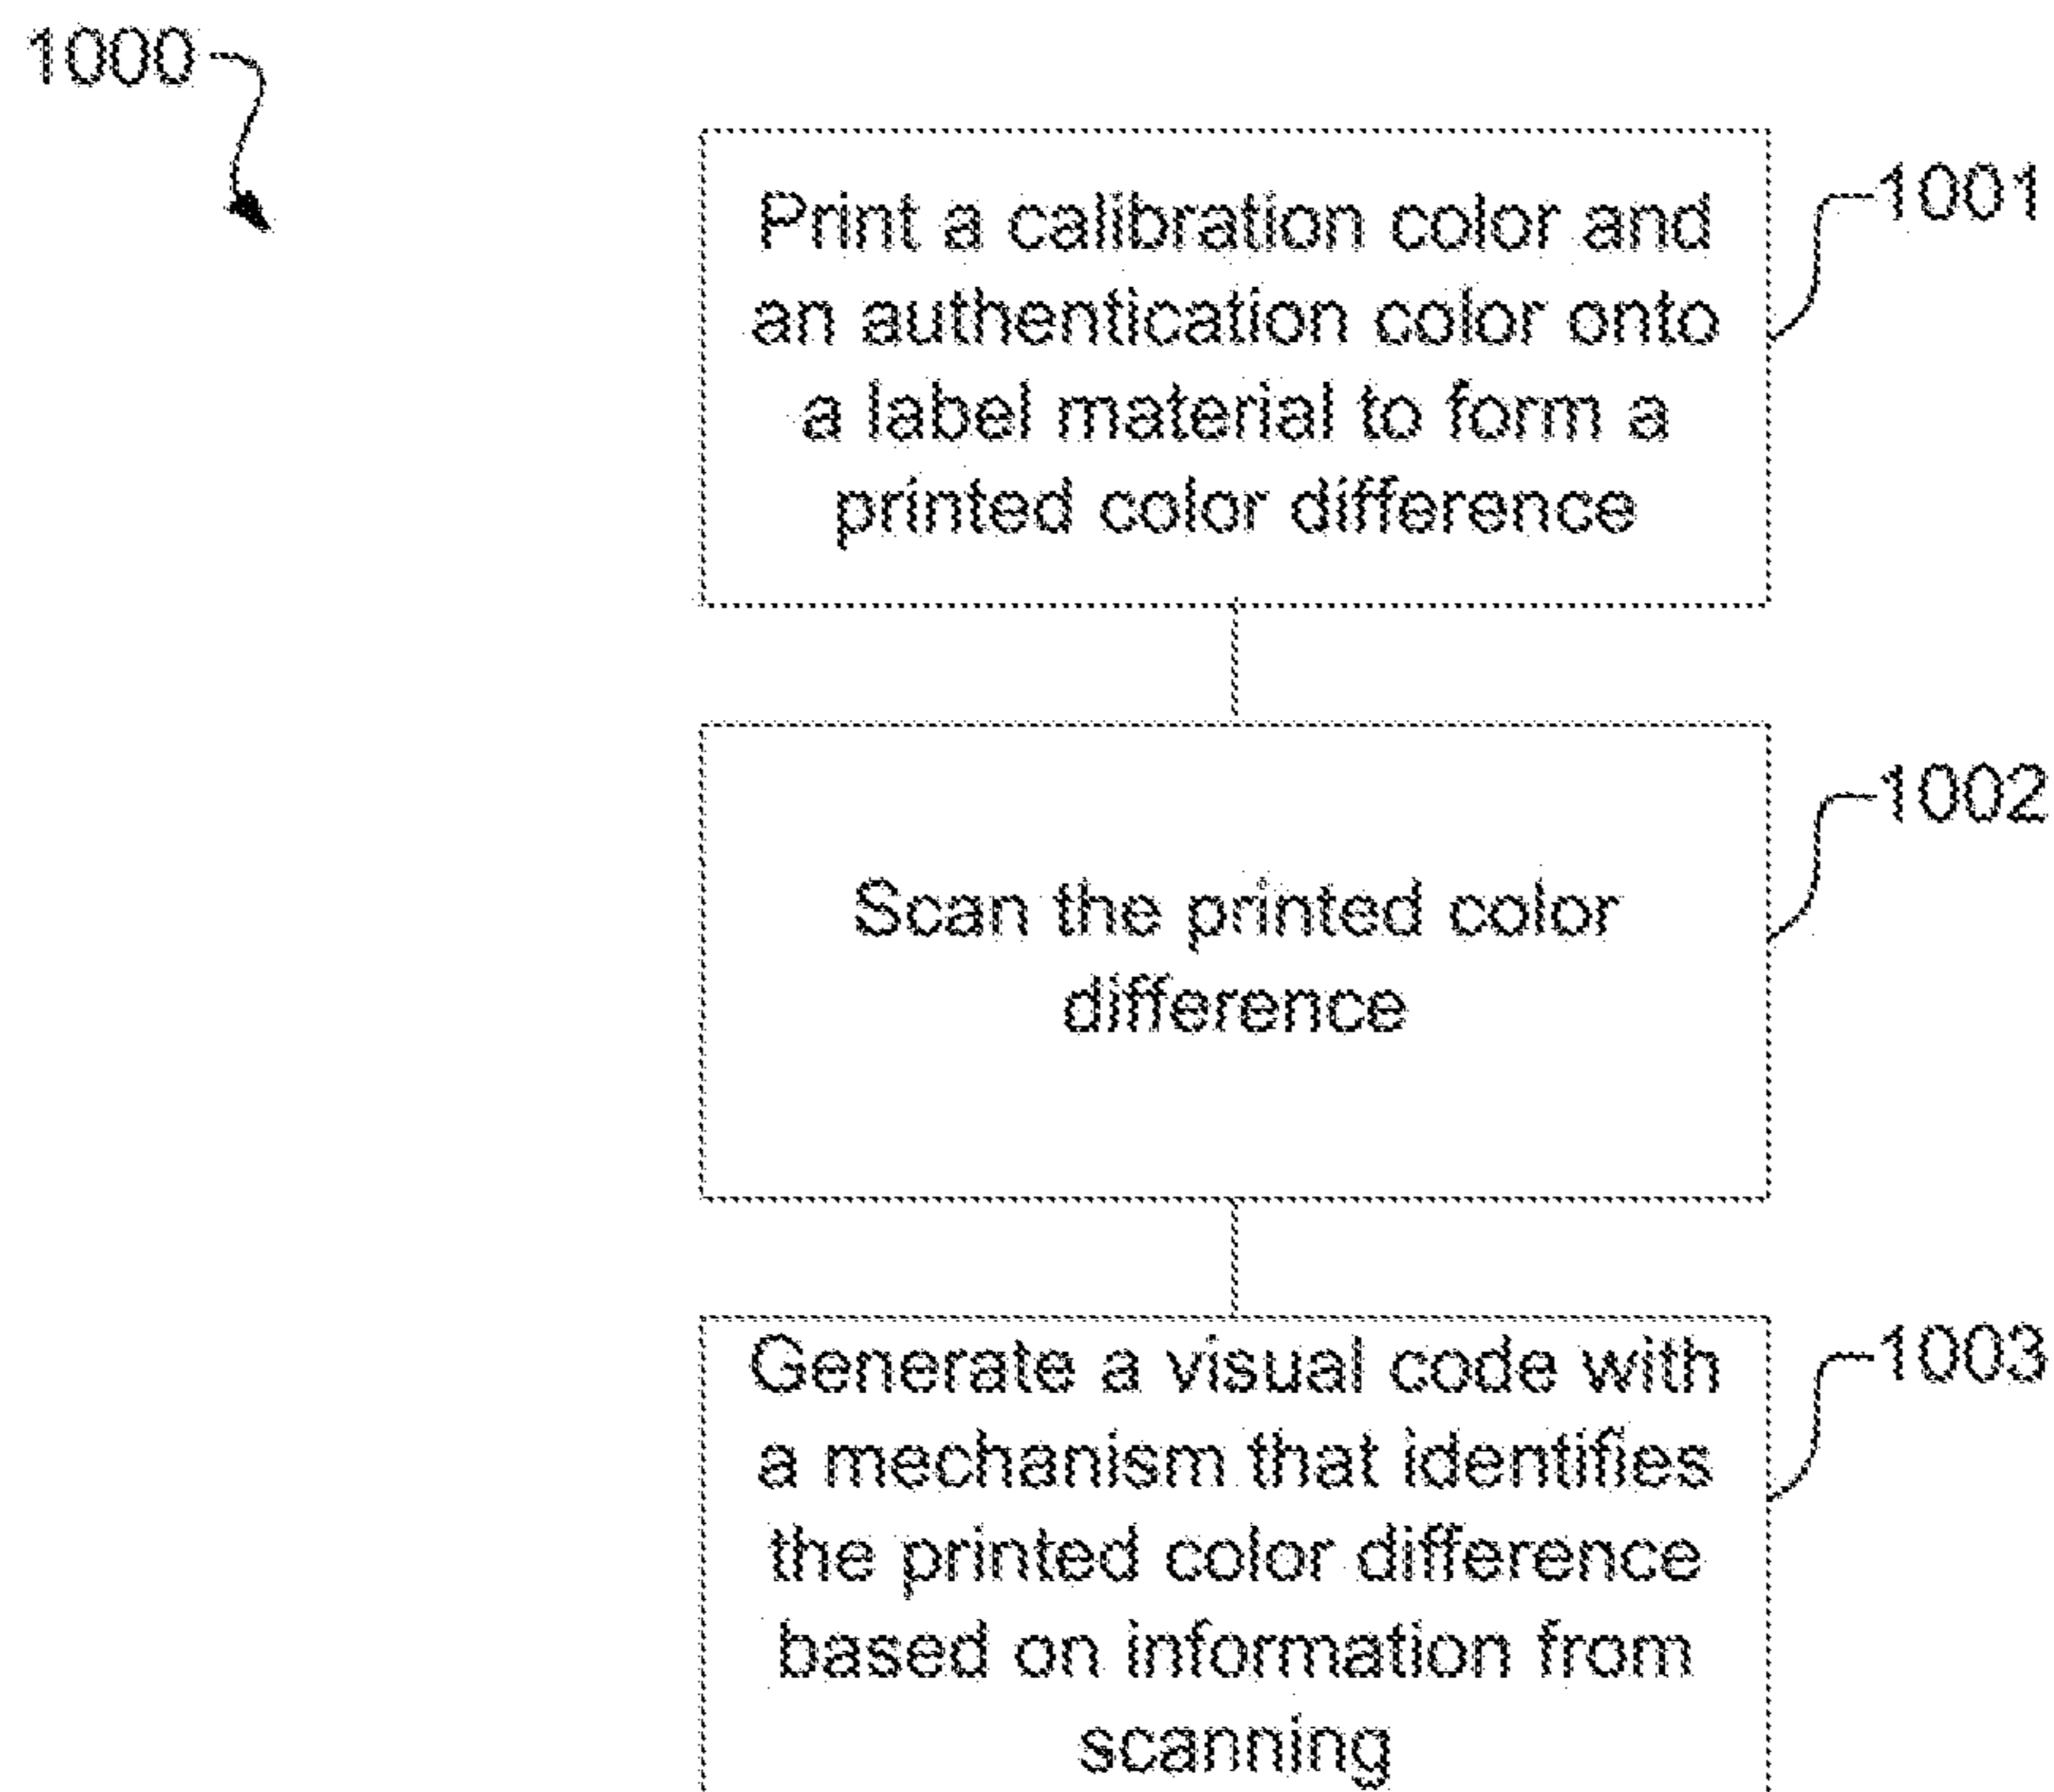 1000
Print a calibration color and
an authentication color onto
a label material to form a
printed color difference
1001
Scan the printed color
difference
1002
Generate a visual code with
a mechanism that identifies
the printed color difference
based on information from
scanning
1003